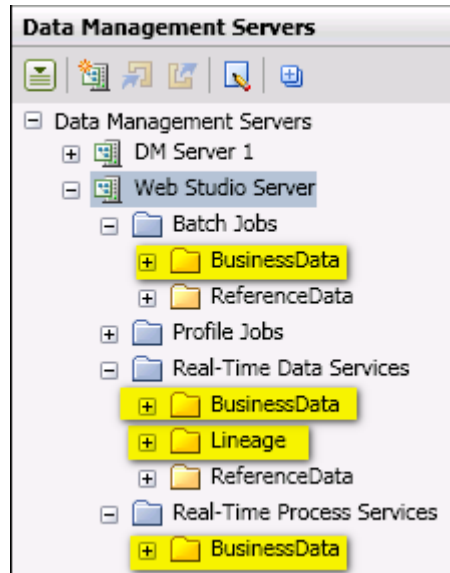 Data Management Servers
Data Management Servers
DM Server 1
Web Studio Server
Batch Jobs
BusinessData
ReferenceData
Profile Jobs
Real-Time Data Services
BusinessData
Lineage
ReferenceData
Real-Time Process Services
BusinessData